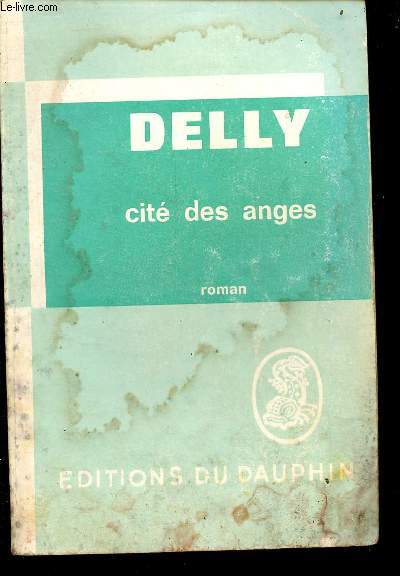 Le-livre.com
DELLY
cité des anges
roman
EDITIONS DU DAUPHIN